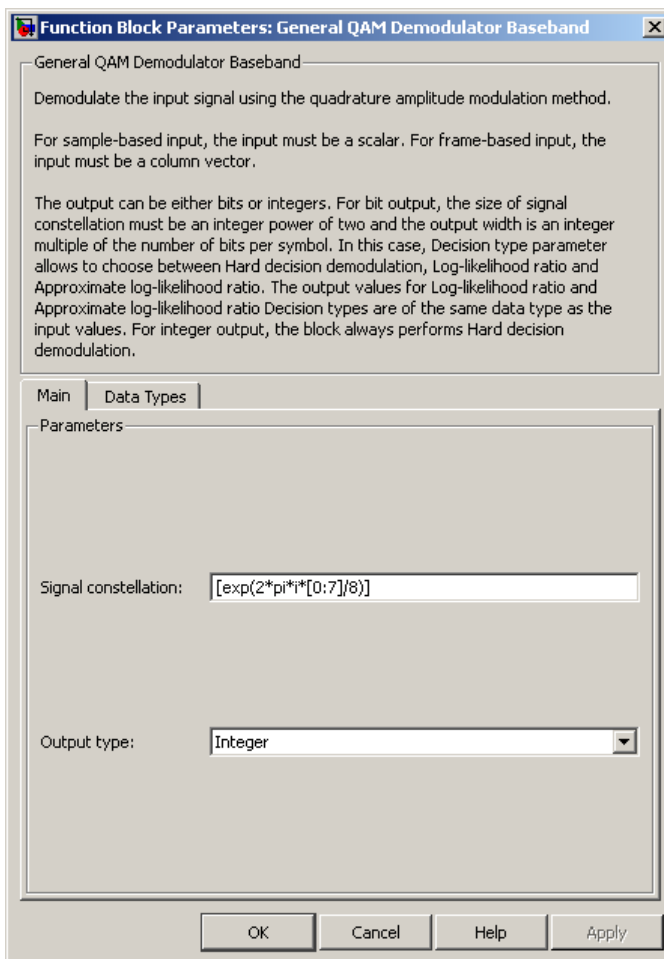 Function Block Parameters: General QAM Demodulator Baseband
General QAM Demodulator Baseband
Demodulate the input signal using the quadrature amplitude modulation method.
For sample-based input, the input must be a scalar. For frame-based input, the
input must be a column vector.
The output can be either bits or integers. For bit output, the size of signal
constellation must be an integer power of two and the output width is an integer
multiple of the number of bits per symbol. In this case, Decision type parameter
allows to choose between Hard decision demodulation, Log-likelihood ratio and
Approximate log-likelihood ratio. The output values for Log-likelihood ratio and
Approximate log-likelihood ratio Decision types are of the same data type as the
input values. For integer output, the block always performs Hard decision
demodulation.
Main Data Types
Parameters
Signal constellation: [exp(2*pi*i*[0:7]/8)]
Output type: Integer
OK Cancel Help Apply